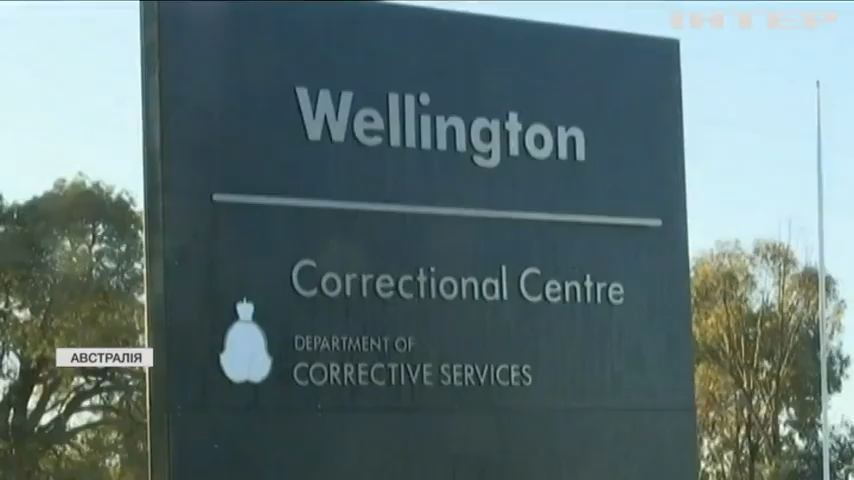 ІНТЕР
Wellington
Correctional Centre
DEPARTMENT OF
CORRECTIVE SERVICES
АВСТРАЛІЯ